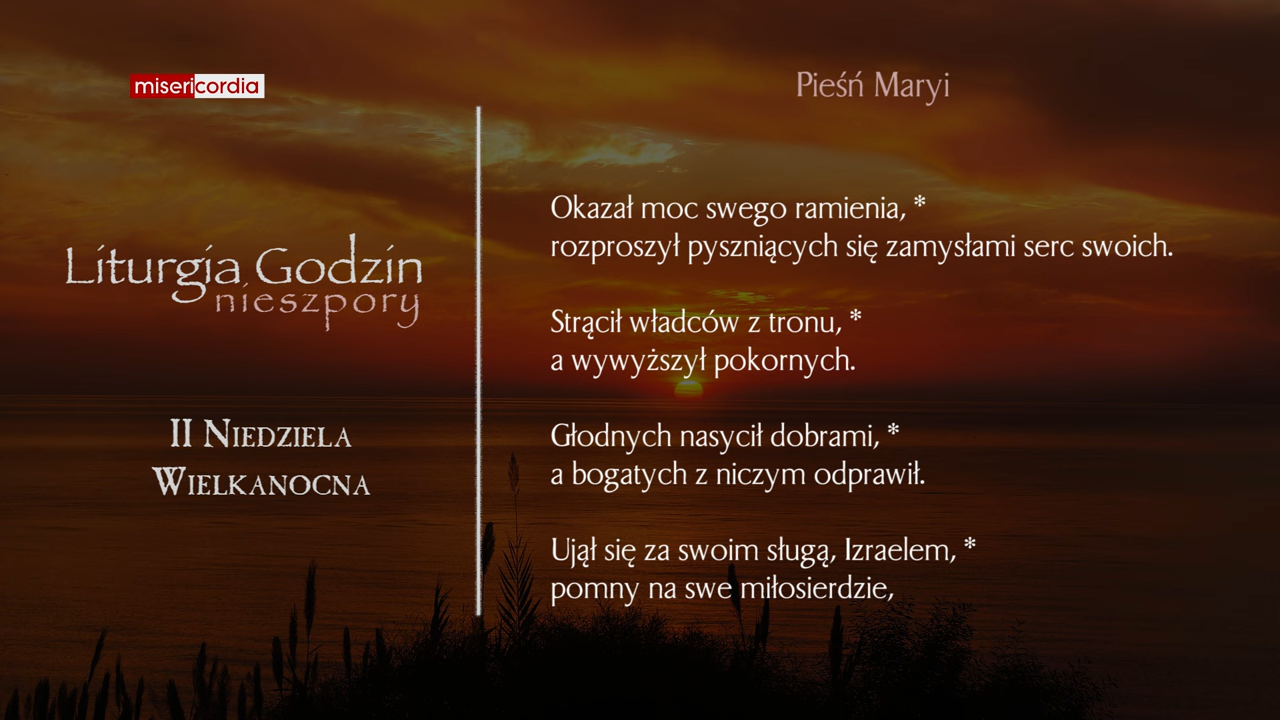 misericordia
Liturgia Godzin
nieszpory
II Niedziela
Wielkanocna
Pieśń Maryi
Okazał moc swego ramienia, *
rozproszył pyszniących się zamysłami serc swoich.
Strącił władców z tronu, *
a wywyższył pokornych.
Głodnych nasycił dobrami, *
a bogatych z niczym odprawił.
Ujął się za swoim sługą, Izraelem, *
pomny na swe miłosierdzie,